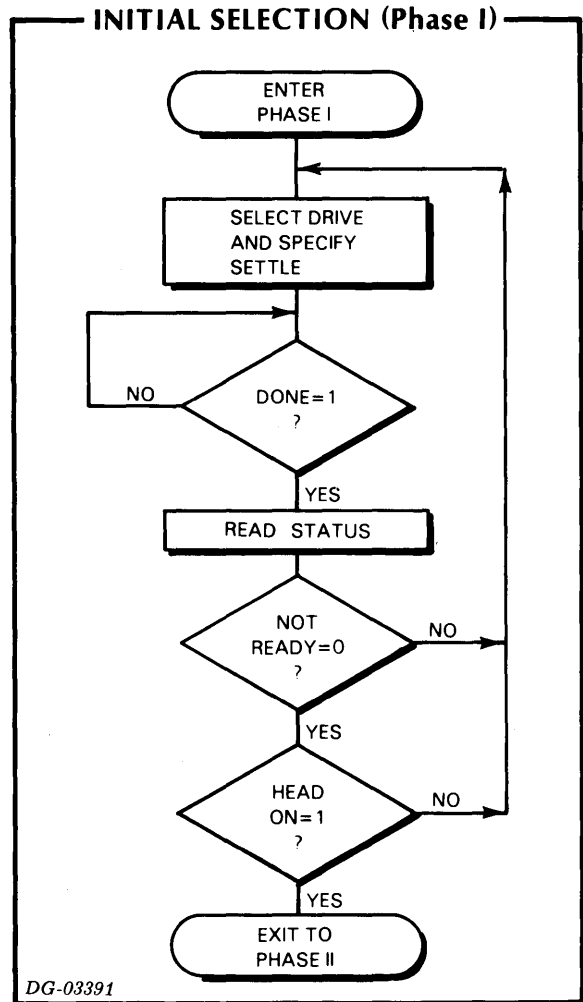 INITIAL SELECTION (Phase I)
ENTER
PHASE I
SELECT DRIVE
AND SPECIFY
SETTLE
NO
DONE=1
?
YES
READ STATUS
NOT
READY=0
?
NO
YES
HEAD
ON=1
?
NO
YES
EXIT TO
PHASE II
DG-03391